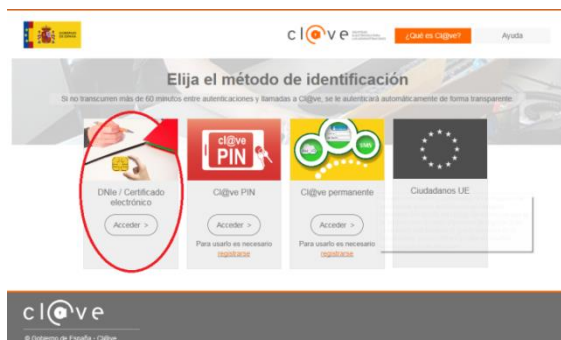 cl@ve
¿Qué es Cl@ve?
Ayuda
Elija el método de identificación
Si no transcurren más de 60 minutos entre autenticaciones y llamadas a Cl@ve, se le autenticará automáticamente de forma transparente.
cl@ve
PIN
DNIe / Certificado
electrónico
Acceder >
Cl@ve PIN
Acceder >
Para usarlo es necesario
registrarse
Cl@ve permanente
Acceder >
Para usarlo es necesario
registrarse
Ciudadanos UE
cl@ve
© Gobierno de España - Cl@ve